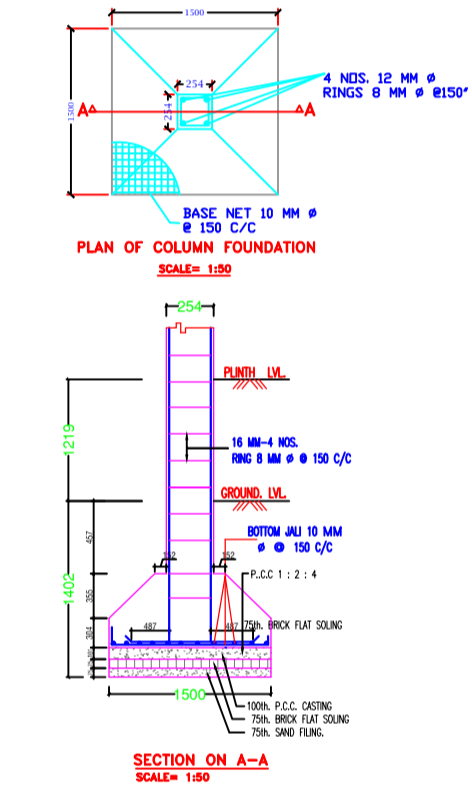 1500
254
4 NOS. 12 MM Ø
RINGS 8 MM Ø @150"
1500
254
A
A
BASE NET 10 MM Ø
@ 150 C/C
PLAN OF COLUMN FOUNDATION
SCALE= 1:50
254
PLINTH LVL.
1219
16 MM-4 NOS.
RING 8 MM Ø @ 150 C/C
GROUND. LVL.
457
BOTTOM JALI 10 MM
Ø @ 150 C/C
152
152
P..C.C 1 : 2 : 4
1402
355
304
487
487
75th. BRICK FLAT SOLING
1500
100th. P.C.C. CASTING
75th. BRICK FLAT SOLING
75th. SAND FILING.
SECTION ON A-A
SCALE= 1:50